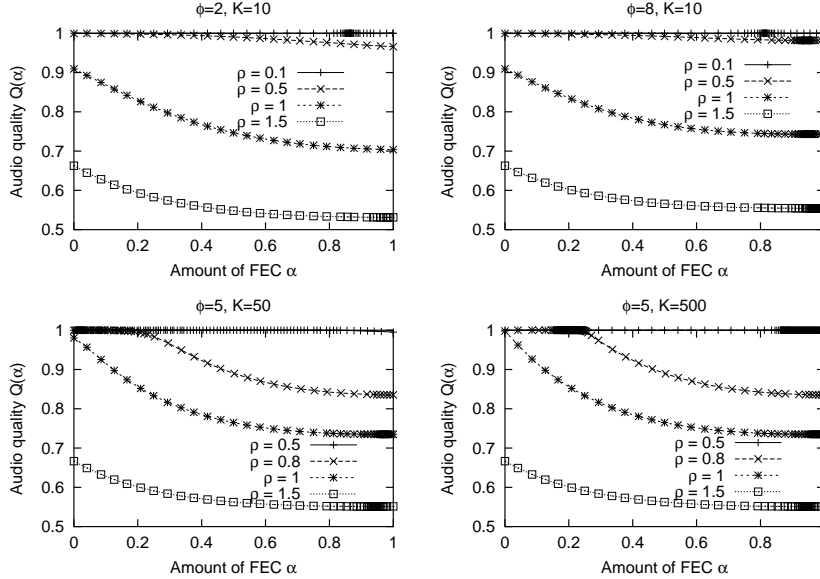 ϕ=2, K=10
Audio quality Q(α)
1
0.9
0.8
0.7
0.6
0.5
ρ = 0.1
ρ = 0.5
ρ = 1
ρ = 1.5
0 0.2 0.4 0.6 0.8 1
Amount of FEC α
ϕ=8, K=10
Audio quality Q(α)
1
0.9
0.8
0.7
0.6
0.5
ρ = 0.1
ρ = 0.5
ρ = 1
ρ = 1.5
0 0.2 0.4 0.6 0.8
Amount of FEC α
ϕ=5, K=50
Audio quality Q(α)
1
0.9
0.8
0.7
0.6
0.5
ρ = 0.5
ρ = 0.8
ρ = 1
ρ = 1.5
0 0.2 0.4 0.6 0.8 1
Amount of FEC α
ϕ=5, K=500
Audio quality Q(α)
1
0.9
0.8
0.7
0.6
0.5
ρ = 0.5
ρ = 0.8
ρ = 1
ρ = 1.5
0 0.2 0.4 0.6 0.8
Amount of FEC α